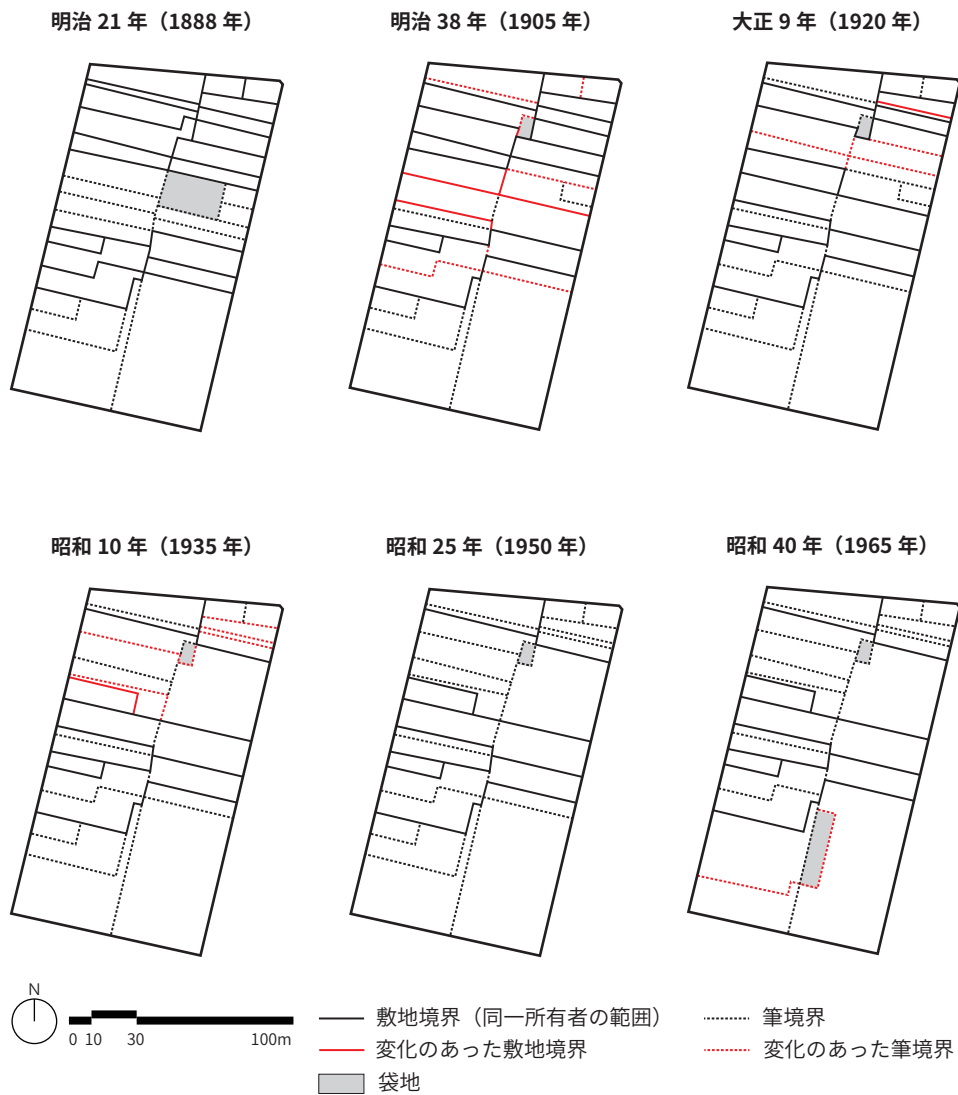 明治 21 年（1888 年）
明治 38 年（1905 年）
大正 9 年（1920 年）
昭和 10 年（1935 年）
昭和 25 年（1950 年）
昭和 40 年（1965 年）
N
0 10 30 100m
敷地境界（同一所有者の範囲）
筆境界
変化のあった敷地境界
変化のあった筆境界
袋地